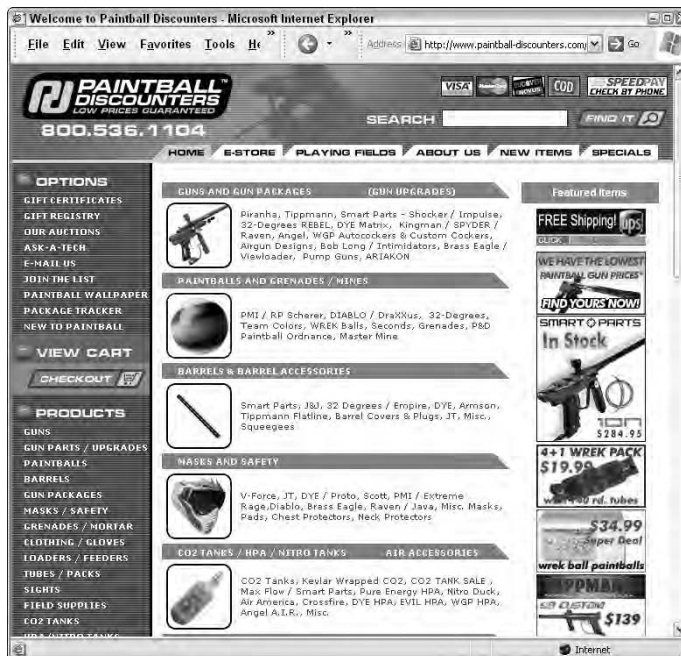 Welcome to Paintball Discounters - Microsoft Internet Explorer
File Edit View Favorites Tools He » » Address http://www.paintball-discounters.com/ Go
PAINTBALL™
DISCOUNTERS
LOW PRICES GUARANTEED
800.536.1104
VISA MasterCard DISCOVER NOVUS COD SPEEDPAY
CHECK BY PHONE
SEARCH FIND IT
HOME E-STORE PLAYING FIELDS ABOUT US NEW ITEMS SPECIALS
OPTIONS
GIFT CERTIFICATES
GIFT REGISTRY
OUR AUCTIONS
ASK-A-TECH
E-MAIL US
JOIN THE LIST
PAINTBALL WALLPAPER
PACKAGE TRACKER
NEW TO PAINTBALL
VIEW CART
CHECKOUT
PRODUCTS
GUNS
GUN PARTS / UPGRADES
PAINTBALLS
BARRELS
GUN PACKAGES
MASKS / SAFETY
GRENADES / MORTAR
CLOTHING / GLOVES
LOADERS / FEEDERS
TUBES / PACKS
SIGHTS
FIELD SUPPLIES
CO2 TANKS
HPA /NITRO TANKS
GUNS AND GUN PACKAGES (GUN UPGRADES)
Piranha, Tippmann, Smart Parts - Shocker / Impulse,
32-Degrees REBEL, DYE Matrix, Kingman / SPYDER /
Raven, Angel, WGP Autocockers & Custom Cockers,
Airgun Designs, Bob Long / Intimidators, Brass Eagle /
Viewloader, Pump Guns, ARIAKON
PAINTBALLS AND GRENADES / MINES
PMI / RP Scherer, DIABLO / DraXXus, 32-Degrees,
Team Colors, WREK Balls, Seconds, Grenades, P&D
Paintball Ordnance, Master Mine
BARRELS & BARREL ACCESSORIES
Smart Parts, J&J, 32 Degrees / Empire, DYE, Armson,
Tippmann Flatline, Barrel Covers & Plugs, JT, Misc.,
Squeegees
MASKS AND SAFETY
V-Force, JT, DYE / Proto, Scott, PMI / Extreme
Rage,Diablo, Brass Eagle, Raven / Java, Misc. Masks,
Pads, Chest Protectors, Neck Protectors
CO2 TANKS / HPA / NITRO TANKS AIR ACCESSORIES
CO2 Tanks, Kevlar Wrapped CO2, CO2 TANK SALE ,
Max Flow / Smart Parts, Pure Energy HPA, Nitro Duck,
Air America, Crossfire, DYE HPA, EVIL HPA, WGP HPA,
Angel A.I.R., Misc.
Featured Items
FREE Shipping! ups
CLICK
WE HAVE THE LOWEST
PAINTBALL GUN PRICES
FIND YOURS NOW!
SMART PARTS
In Stock
ION
$284.95
4+1 WREK PACK
$19.99
rd. tubes
$34.99
Super Deal
wrek ball paintballs
CUSTOM
$139
Internet